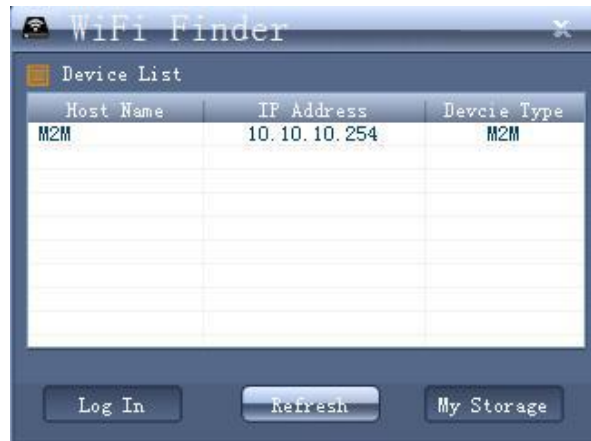 WiFi Finder
Device List
Host Name IP Address Devcie Type
M2M 10.10.10.254 M2M
Log In Refresh My Storage